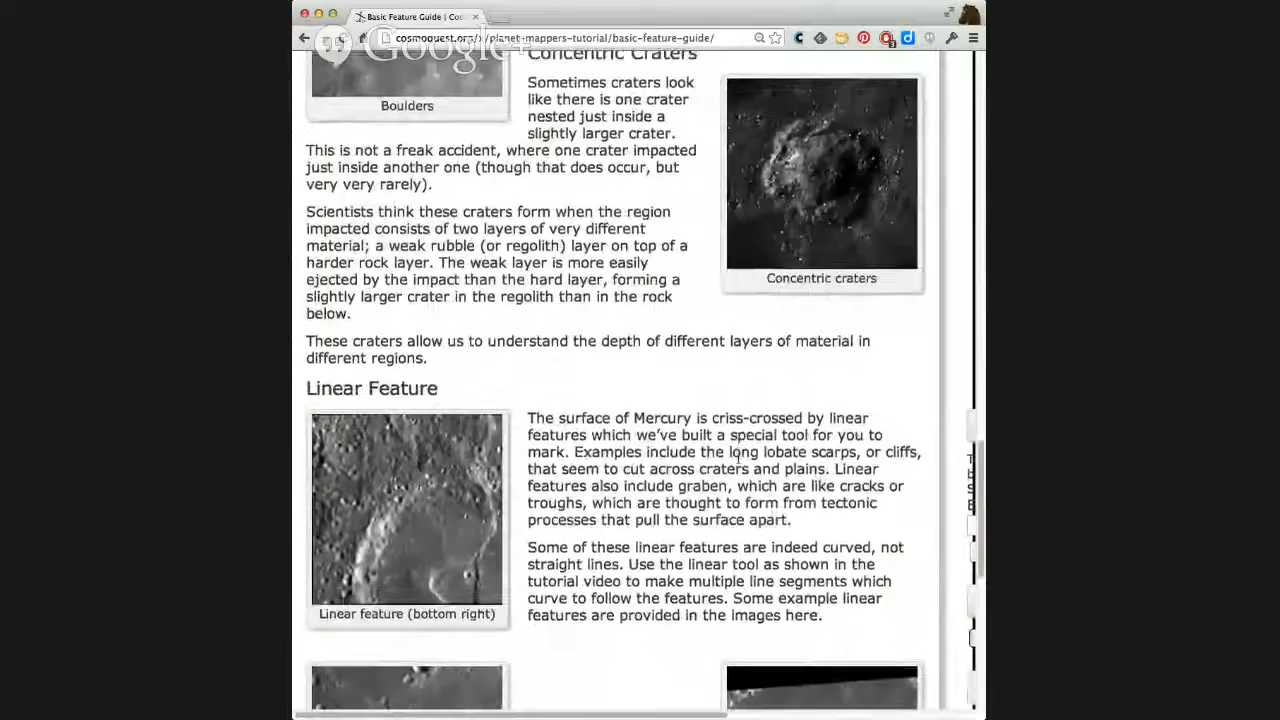 Basic Feature Guide | Cos
cosmoquest.org/x/planet-mappers-tutorial/basic-feature-guide/
Google+
Concentric Craters
Boulders
Sometimes craters look
like there is one crater
nested just inside a
slightly larger crater.
This is not a freak accident, where one crater impacted
just inside another one (though that does occur, but
very very rarely).
Scientists think these craters form when the region
impacted consists of two layers of very different
material; a weak rubble (or regolith) layer on top of a
harder rock layer. The weak layer is more easily
ejected by the impact than the hard layer, forming a
slightly larger crater in the regolith than in the rock
below.
Concentric craters
These craters allow us to understand the depth of different layers of material in
different regions.
Linear Feature
The surface of Mercury is criss-crossed by linear
features which we've built a special tool for you to
mark. Examples include the long lobate scarps, or cliffs,
that seem to cut across craters and plains. Linear
features also include graben, which are like cracks or
troughs, which are thought to form from tectonic
processes that pull the surface apart.
Some of these linear features are indeed curved, not
straight lines. Use the linear tool as shown in the
tutorial video to make multiple line segments which
curve to follow the features. Some example linear
features are provided in the images here.
Linear feature (bottom right)